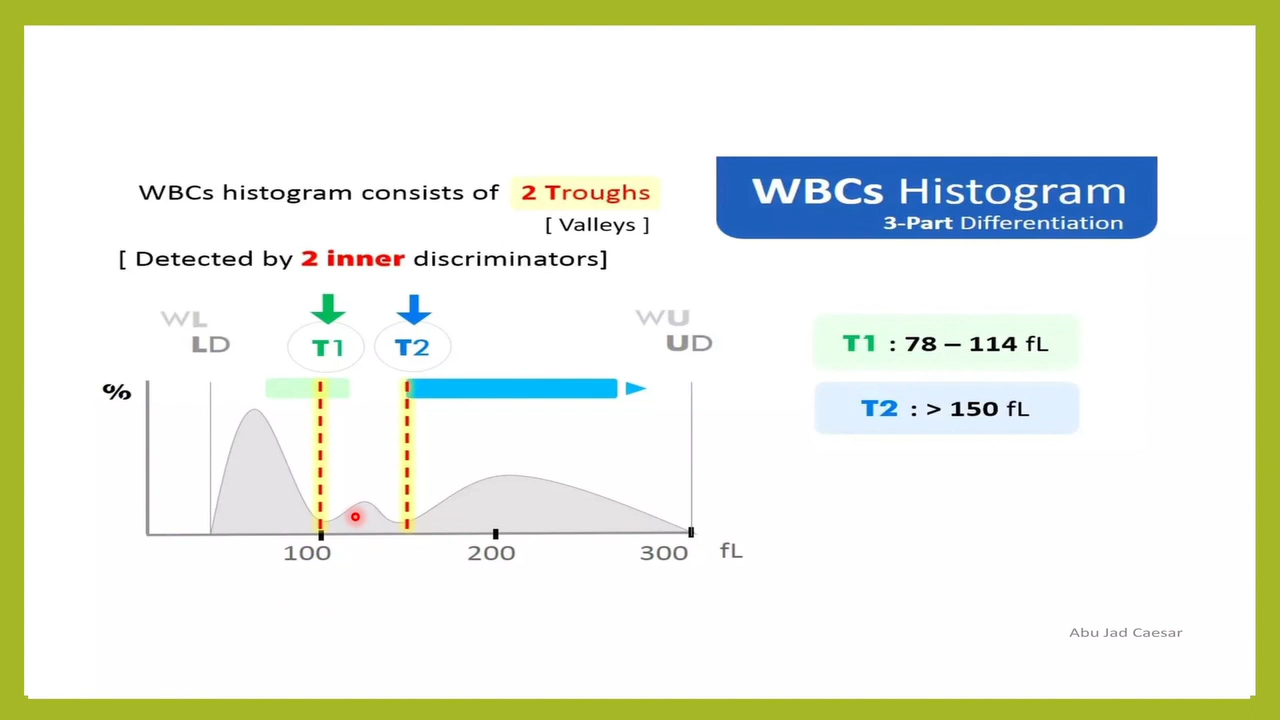 WBCs histogram consists of 2 Troughs
[ Valleys ]
[ Detected by 2 inner discriminators]
WBCs Histogram
3-Part Differentiation
WL
LD
T1
T2
WU
UD
%
100
200
300
fL
T1 : 78 – 114 fL
T2 : > 150 fL
Abu Jad Caesar